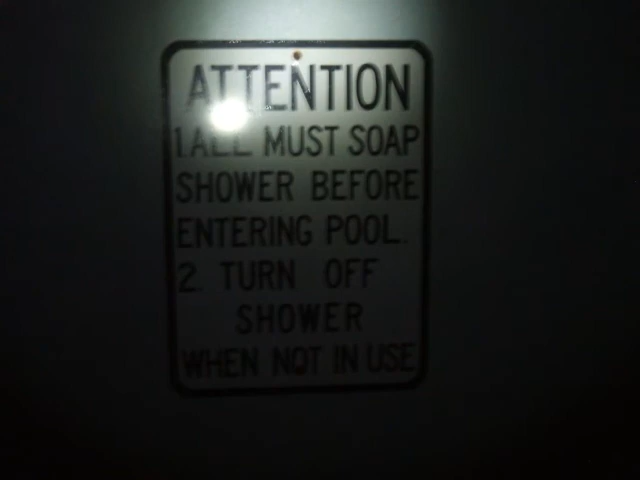 ATTENTION
1. ALL MUST SOAP
SHOWER BEFORE
ENTERING POOL.
2. TURN OFF
SHOWER
WHEN NOT IN USE